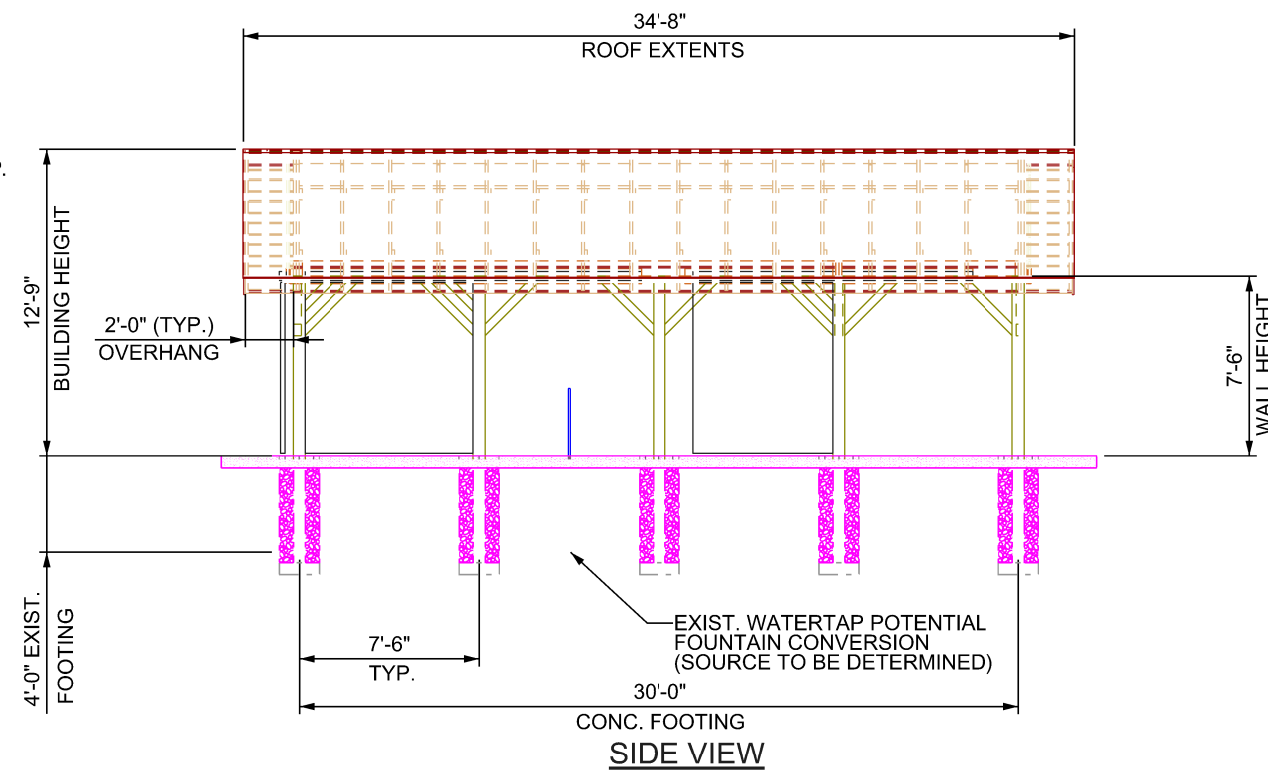 34'-8"
ROOF EXTENTS
P.
12'-9"
BUILDING HEIGHT
2'-0" (TYP.)
OVERHANG
7'-6"
WALL HEIGHT
4'-0" EXIST.
FOOTING
7'-6"
TYP.
EXIST. WATERTAP POTENTIAL
FOUNTAIN CONVERSION
(SOURCE TO BE DETERMINED)
30'-0"
CONC. FOOTING
SIDE VIEW